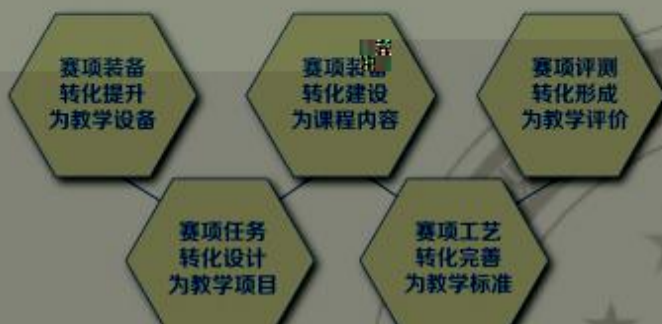 赛项装备
转化提升
为教学设备
赛项任务
转化设计
为教学项目
赛项
转化建设
为课程内容
赛项工艺
转化完善
为教学标准
赛项评测
转化形成
为教学评价